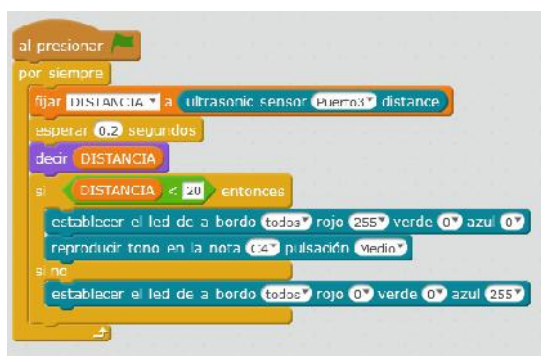 al presionar
por siempre
fijar DISTANCIA a ultrasonic sensor Puerto3 distance
esperar 0.2 segundos
decir DISTANCIA
si DISTANCIA < 20 entonces
establecer el led de a bordo todos rojo 255 verde 0 azul 0
reproducir tono en la nota C4 pulsación Medio
si no
establecer el led de a bordo todos rojo 0 verde 0 azul 255